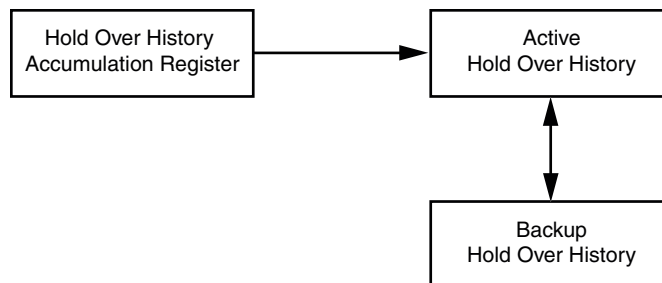 Hold Over History
Accumulation Register
Active
Hold Over History
Backup
Hold Over History